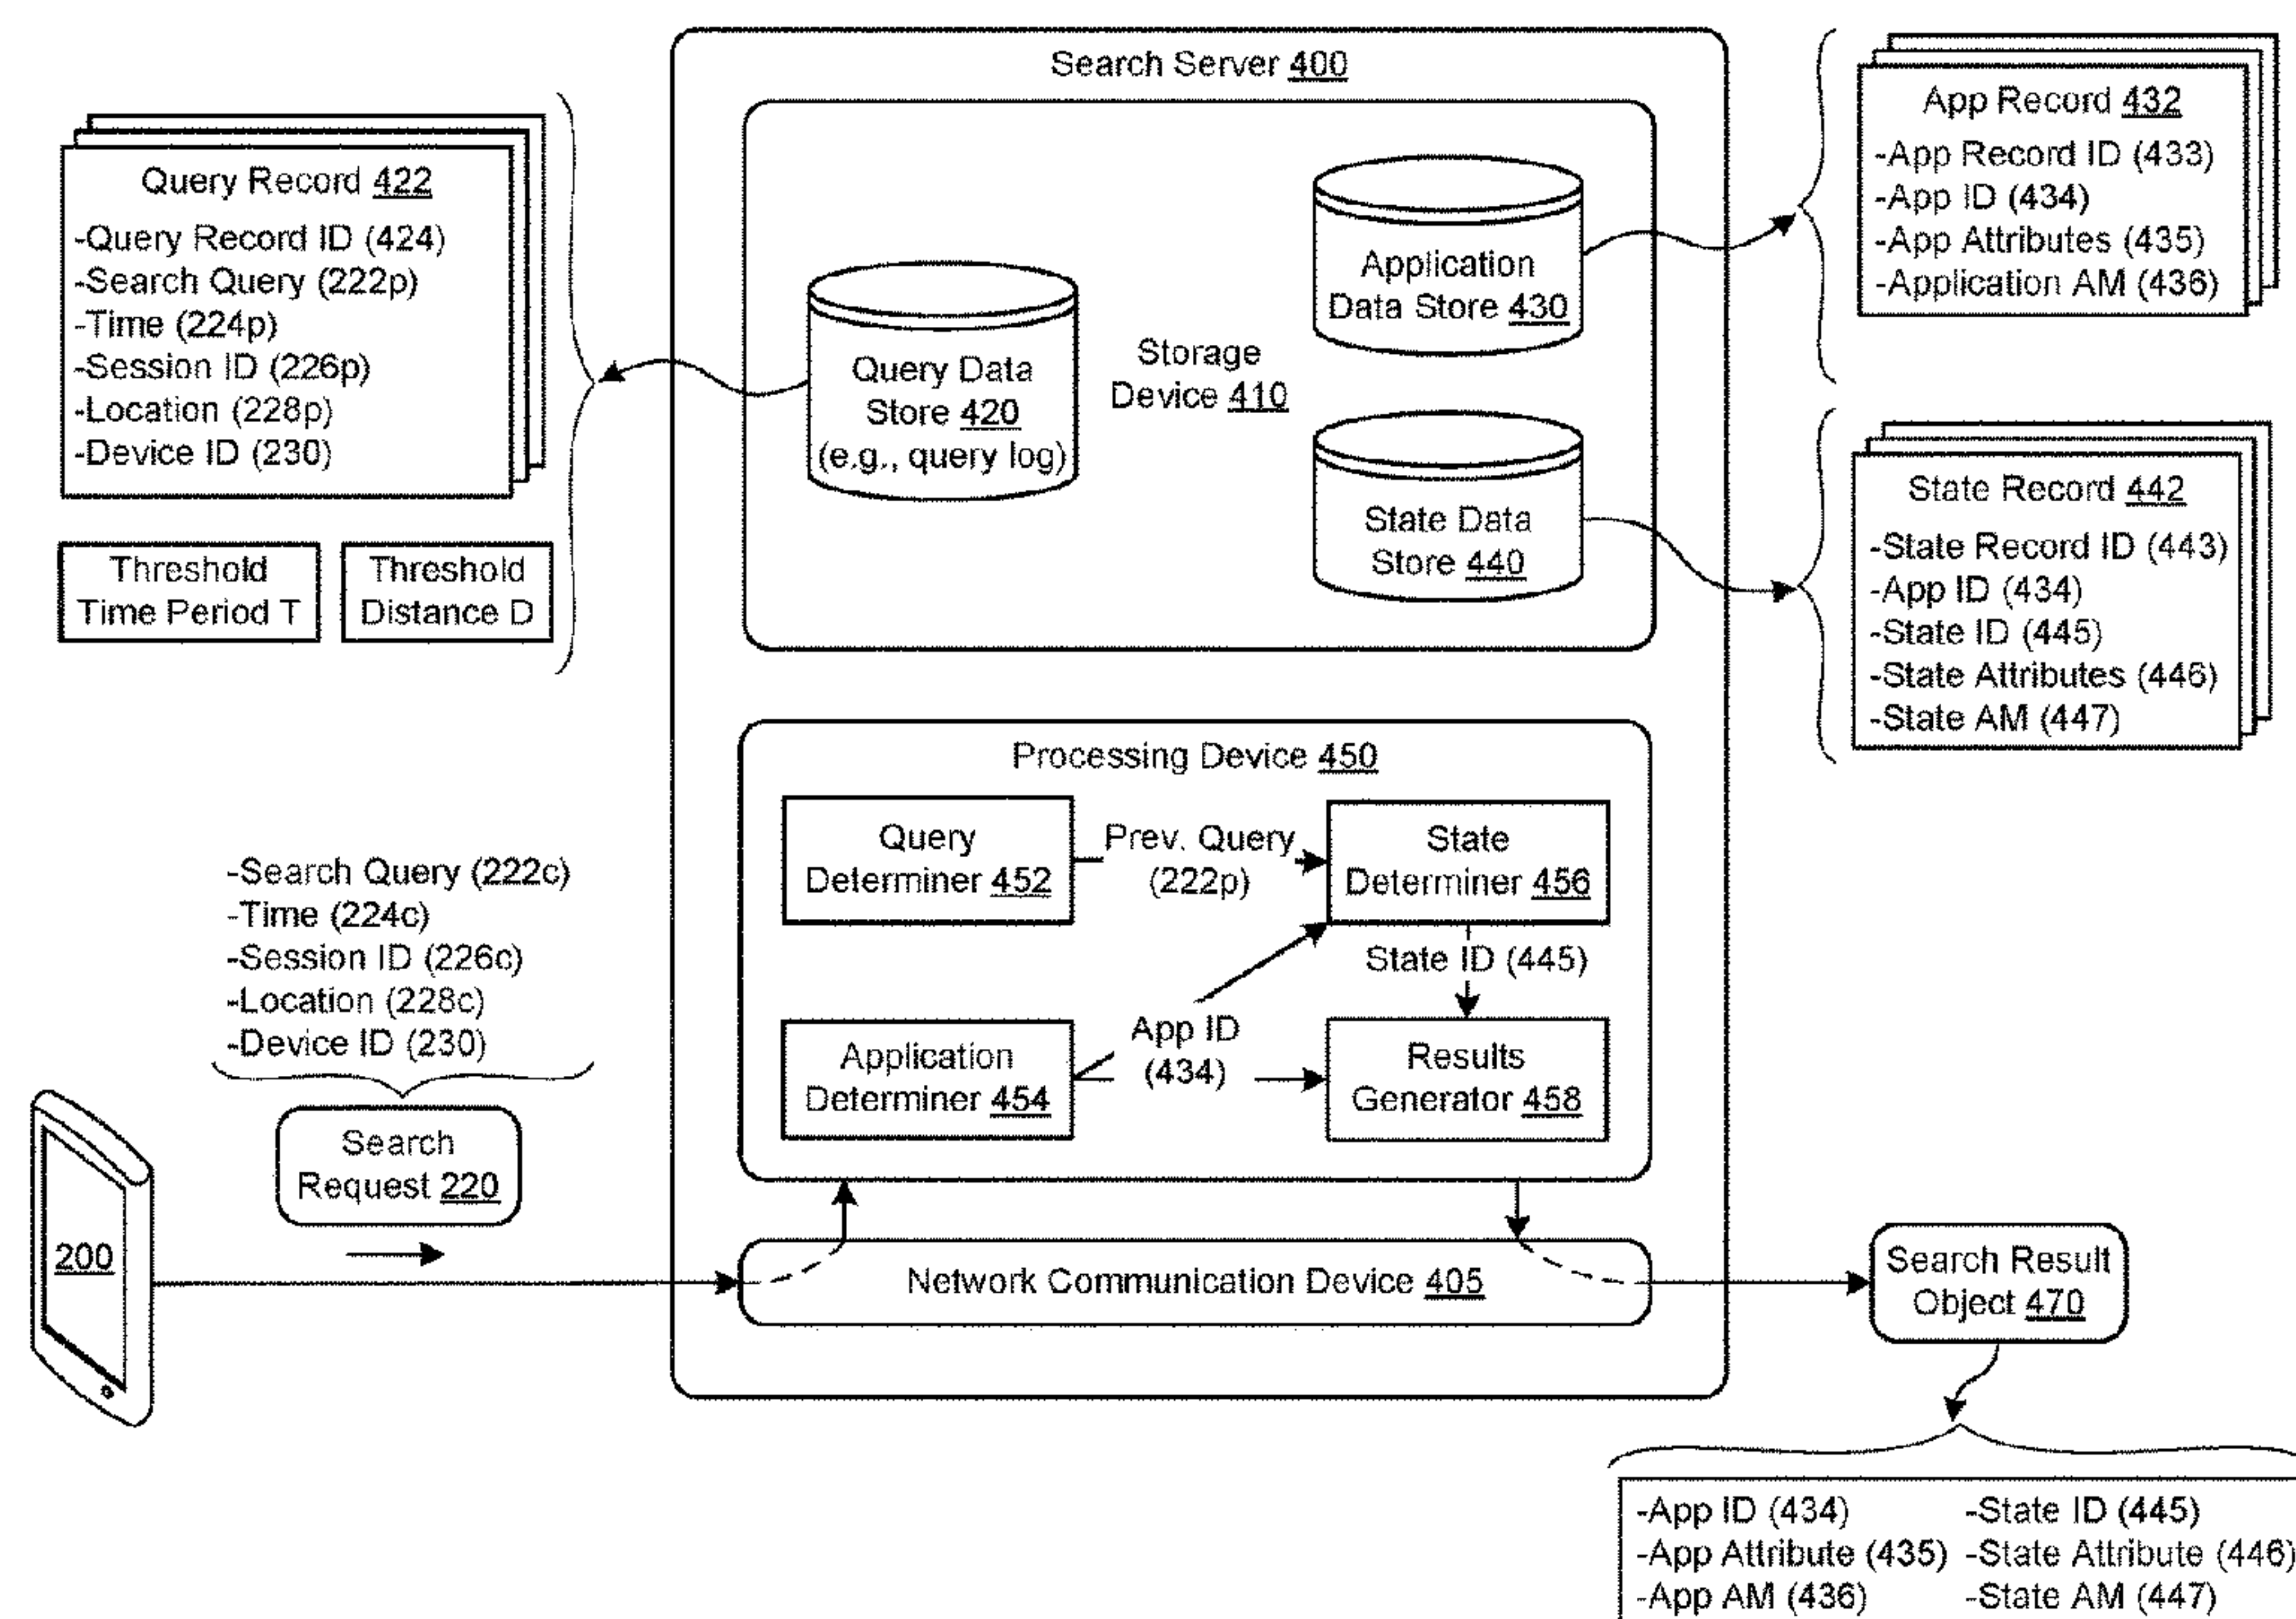 Search Server 400
Query Record 422
-Query Record ID (424)
-Search Query (222p)
-Time (224p)
-Session ID (226p)
-Location (228p)
-Device ID (230)
Threshold
Time Period T
Threshold
Distance D
Query Data
Store 420
(e.g., query log)
Storage
Device 410
Application
Data Store 430
State Data
Store 440
App Record 432
-App Record ID (433)
-App ID (434)
-App Attributes (435)
-Application AM (436)
State Record 442
-State Record ID (443)
-App ID (434)
-State ID (445)
-State Attributes (446)
-State AM (447)
Processing Device 450
Query
Determiner 452
Prev. Query
(222p)
State
Determiner 456
State ID (445)
Application
Determiner 454
App ID
(434)
Results
Generator 458
-Search Query (222c)
-Time (224c)
-Session ID (226c)
-Location (228c)
-Device ID (230)
Search
Request 220
200
Network Communication Device 405
Search Result
Object 470
-App ID (434)
-App Attribute (435)
-App AM (436)
-State ID (445)
-State Attribute (446)
-State AM (447)